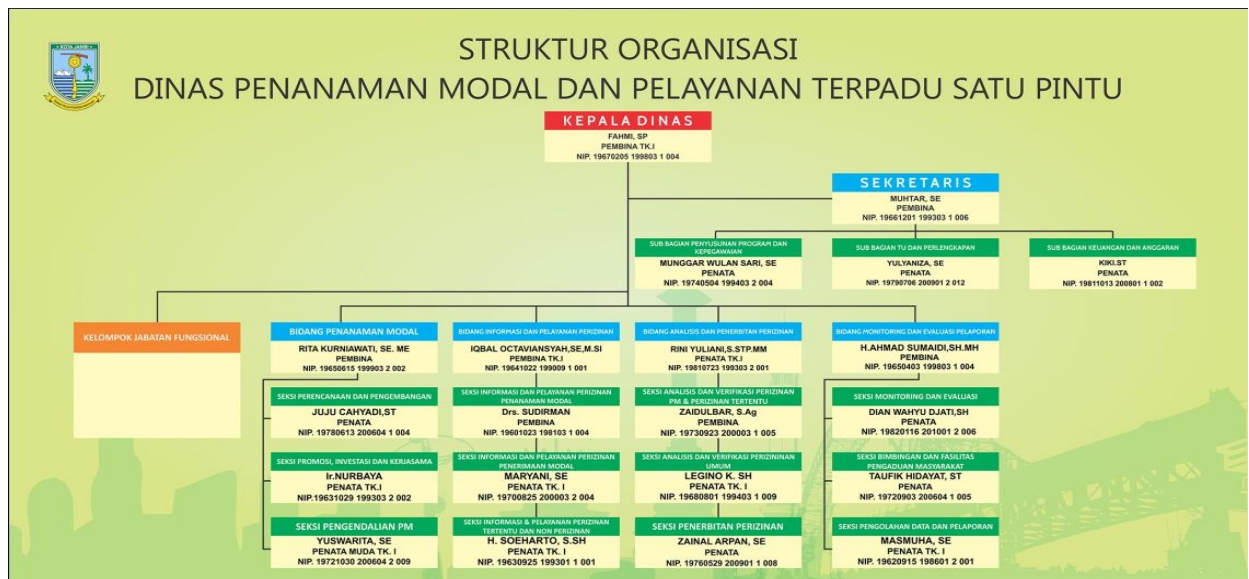 KOTA JAMBI
STRUKTUR ORGANISASI
DINAS PENANAMAN MODAL DAN PELAYANAN TERPADU SATU PINTU
KEPALA DINAS
FAHMI, SP
PEMBINA TK.I
NIP. 19670205 199803 1 004
SEKRETARIS
MUHTAR, SE
PEMBINA
NIP. 19661201 199303 1 006
SUB BAGIAN PENYUSUNAN PROGRAM DAN
KEPEGAWAIAN
MUNGGAR WULAN SARI, SE
PENATA
NIP. 19740504 199403 2 004
SUB BAGIAN TU DAN PERLENGKAPAN
YULYANIZA, SE
PENATA
NIP. 19790706 200901 2 012
SUB BAGIAN KEUANGAN DAN ANGGARAN
KIKI.ST
PENATA
NIP. 19811013 200801 1 002
KELOMPOK JABATAN FUNGSIONAL
BIDANG PENANAMAN MODAL
RITA KURNIAWATI, SE. ME
PEMBINA
NIP. 19650615 199903 2 002
SEKSI PERENCANAAN DAN PENGEMBANGAN
JUJU CAHYADI,ST
PENATA
NIP. 19780613 200604 1 004
SEKSI PROMOSI, INVESTASI DAN KERJASAMA
Ir.NURBAYA
PENATA TK.I
NIP.19631029 199303 2 002
SEKSI PENGENDALIAN PM
YUSWARITA, SE
PENATA MUDA TK. I
NIP. 19721030 200604 2 009
BIDANG INFORMASI DAN PELAYANAN PERIZINAN
IQBAL OCTAVIANSYAH,SE,M.SI
PEMBINA TK.I
NIP. 19641022 199009 1 001
SEKSI INFORMASI DAN PELAYANAN PERIZINAN
PENANAMAN MODAL
Drs. SUDIRMAN
PEMBINA
NIP. 19601023 198103 1 004
SEKSI INFORMASI DAN PELAYANAN PERIZINAN
PENERIMAAN MODAL
MARYANI, SE
PENATA TK. I
NIP. 19700825 200003 2 004
SEKSI INFORMASI & PELAYANAN PERIZINAN
TERTENTU DAN NON PERIZINAN
H. SOEHARTO, S.SH
PENATA TK. I
NIP. 19630925 199301 1 001
BIDANG ANALISIS DAN PENERBITAN PERIZINAN
RINI YULIANI,S.STP.MM
PENATA TK.I
NIP. 19810723 199303 2 001
SEKSI ANALISIS DAN VERIFIKASI PERIZINAN
PM & PERIZINAN TERTENTU
ZAIDULBAR, S.Ag
PEMBINA
NIP. 19730923 200003 1 005
SEKSI ANALISIS DAN VERIFIKASI PERIZININAN
UMUM
LEGINO K. SH
PENATA TK. I
NIP. 19680801 199403 1 009
SEKSI PENERBITAN PERIZINAN
ZAINAL ARPAN, SE
PENATA
NIP. 19760529 200901 1 008
BIDANG MONITORING DAN EVALUASI PELAPORAN
H.AHMAD SUMAIDI,SH.MH
PEMBINA
NIP. 19650403 199803 1 004
SEKSI MONITORING DAN EVALUASI
DIAN WAHYU DJATI,SH
PENATA
NIP. 19820116 201001 2 006
SEKSI BIMBINGAN DAN FASILITAS
PENGADUAN MASYARAKAT
TAUFIK HIDAYAT, ST
PENATA
NIP. 19720903 200604 1 005
SEKSI PENGOLAHAN DATA DAN PELAPORAN
MASMUHA, SE
PENATA TK. I
NIP. 19620915 198601 2 001